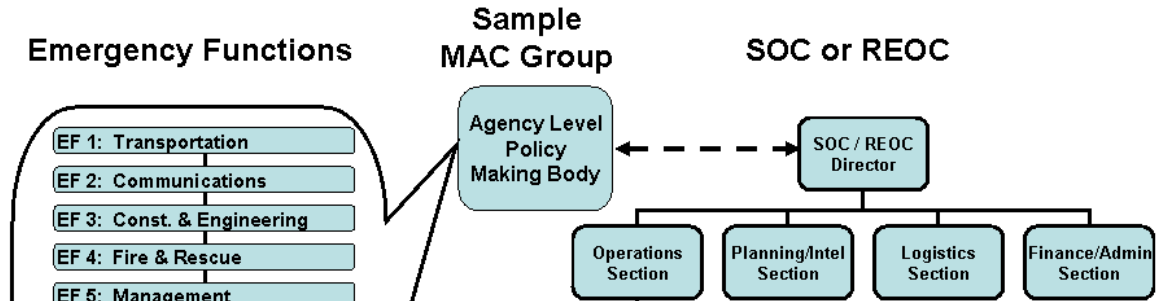 Emergency Functions
Sample
MAC Group
SOC or REOC
EF 1: Transportation
EF 2: Communications
EF 3: Const. & Engineering
EF 4: Fire & Rescue
EF 5: Management
Agency Level
Policy
Making Body
SOC / REOC
Director
Operations
Section
Planning/Intel
Section
Logistics
Section
Finance/Admin
Section